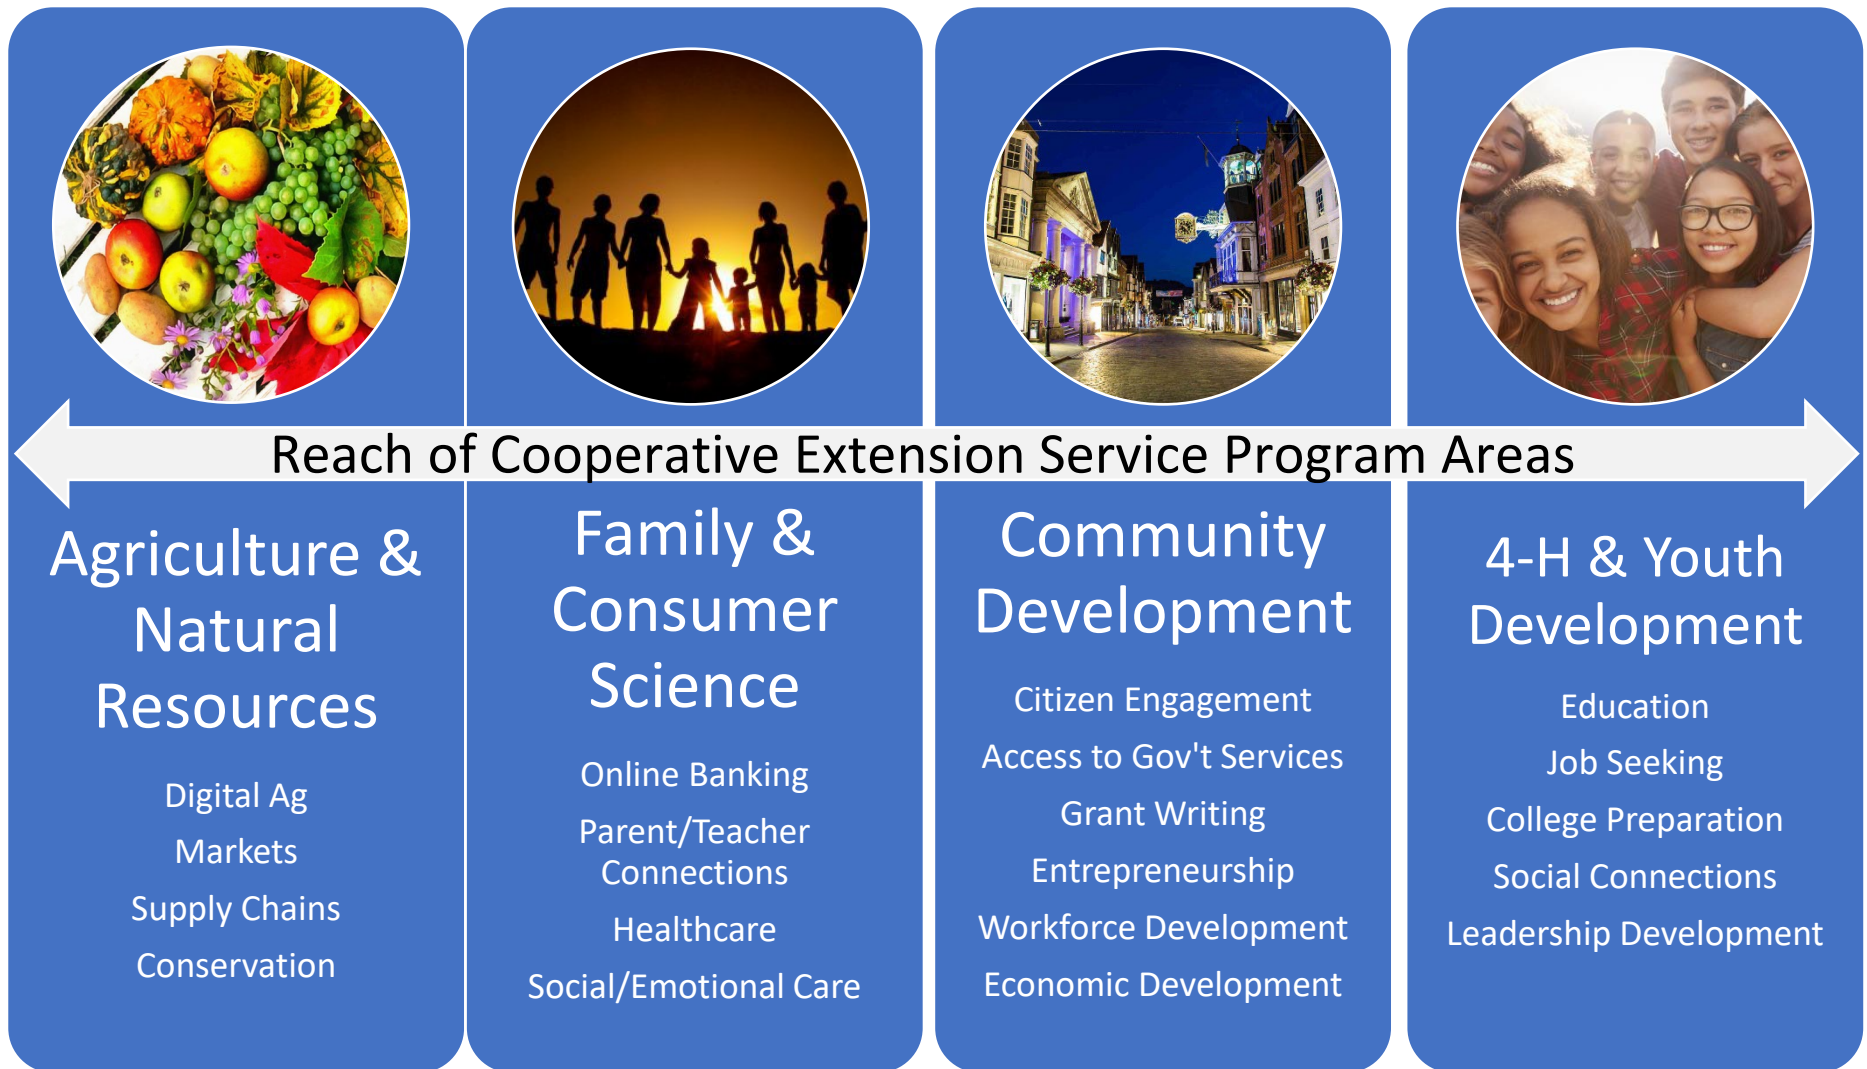 Reach of Cooperative Extension Service Program Areas
Agriculture &
Natural
Resources
Digital Ag
Markets
Supply Chains
Conservation
Family &
Consumer
Science
Online Banking
Parent/Teacher
Connections
Healthcare
Social/Emotional Care
Community
Development
Citizen Engagement
Access to Gov't Services
Grant Writing
Entrepreneurship
Workforce Development
Economic Development
4-H & Youth
Development
Education
Job Seeking
College Preparation
Social Connections
Leadership Development